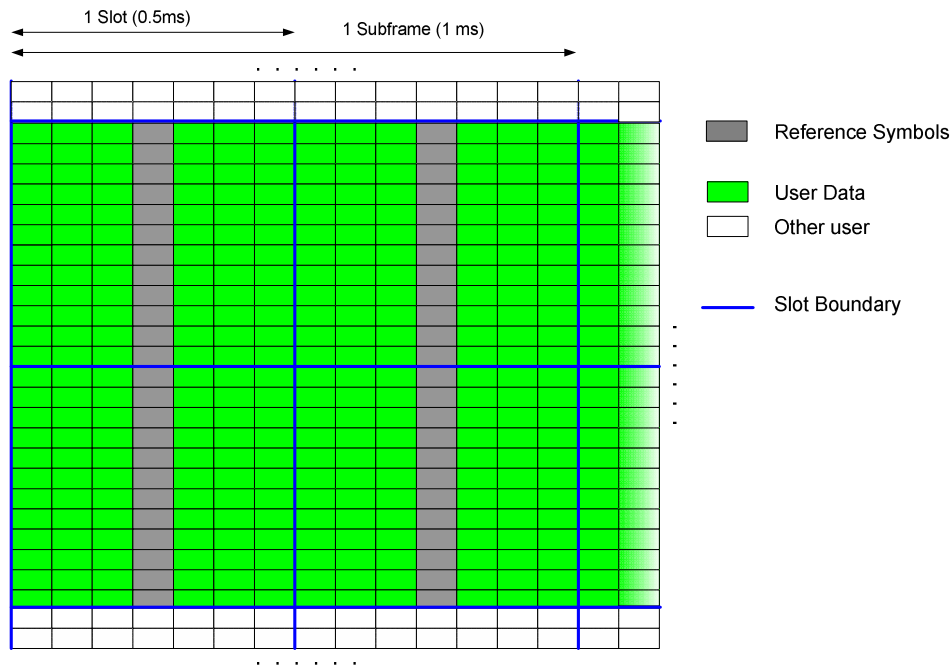 1 Slot (0.5ms)
1 Subframe (1 ms)
Reference Symbols
User Data
Other user
Slot Boundary